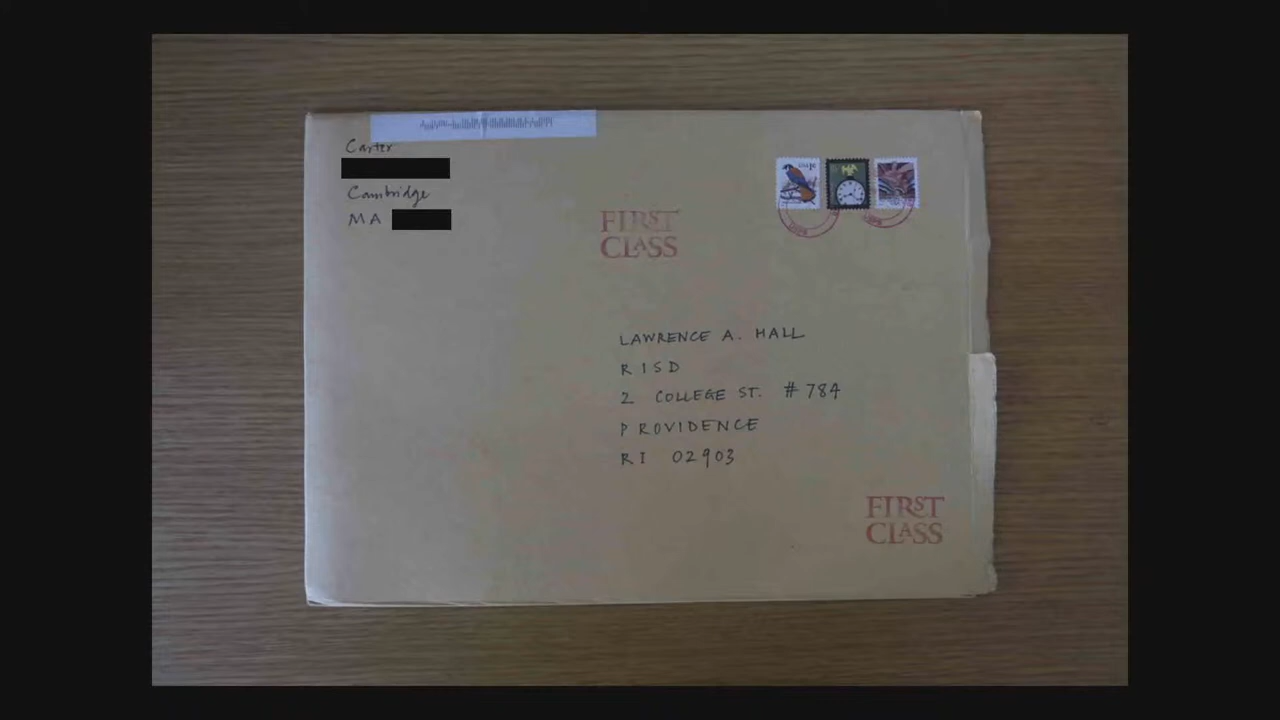 Carter
Cambridge
MA
FIRST
CLASS
LAWRENCE A. HALL
RISD
2 COLLEGE ST. #784
PROVIDENCE
RI 02903
FIRST
CLASS